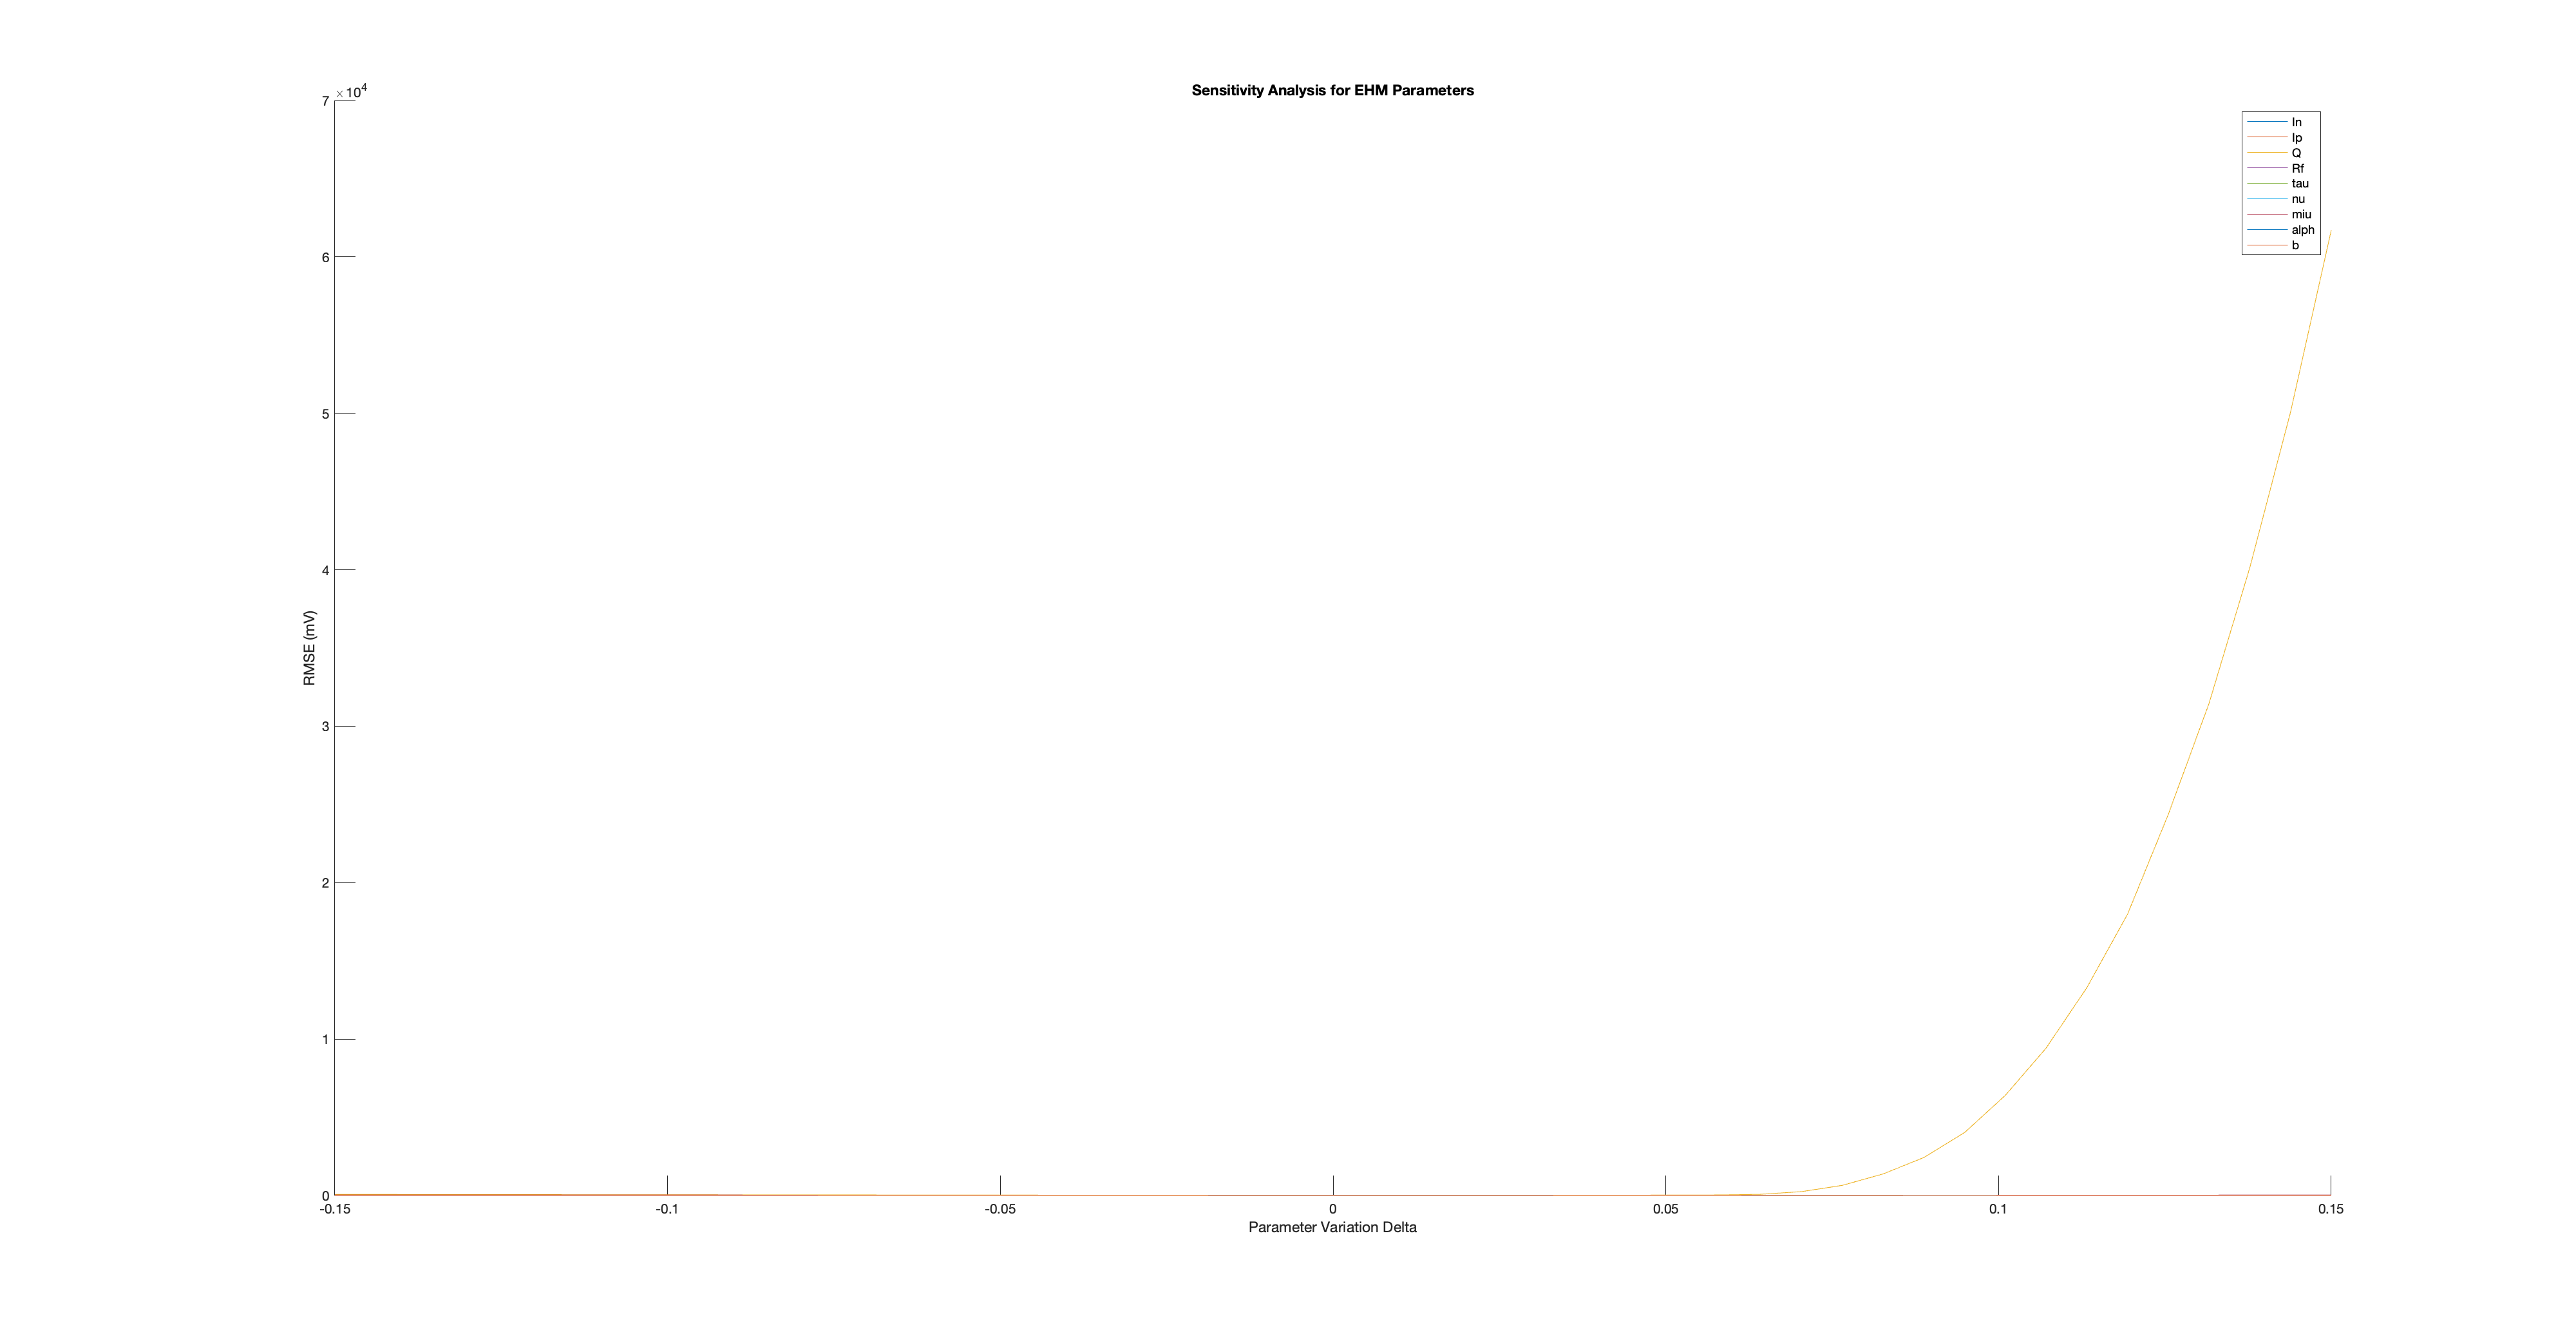 Sensitivity Analysis for EHM Parameters
×10^4
7
6
5
4
3
2
1
0
RMSE (mV)
-0.15
-0.1
-0.05
0
0.05
0.1
0.15
Parameter Variation Delta
In
Ip
Q
Rf
tau
nu
miu
alph
b